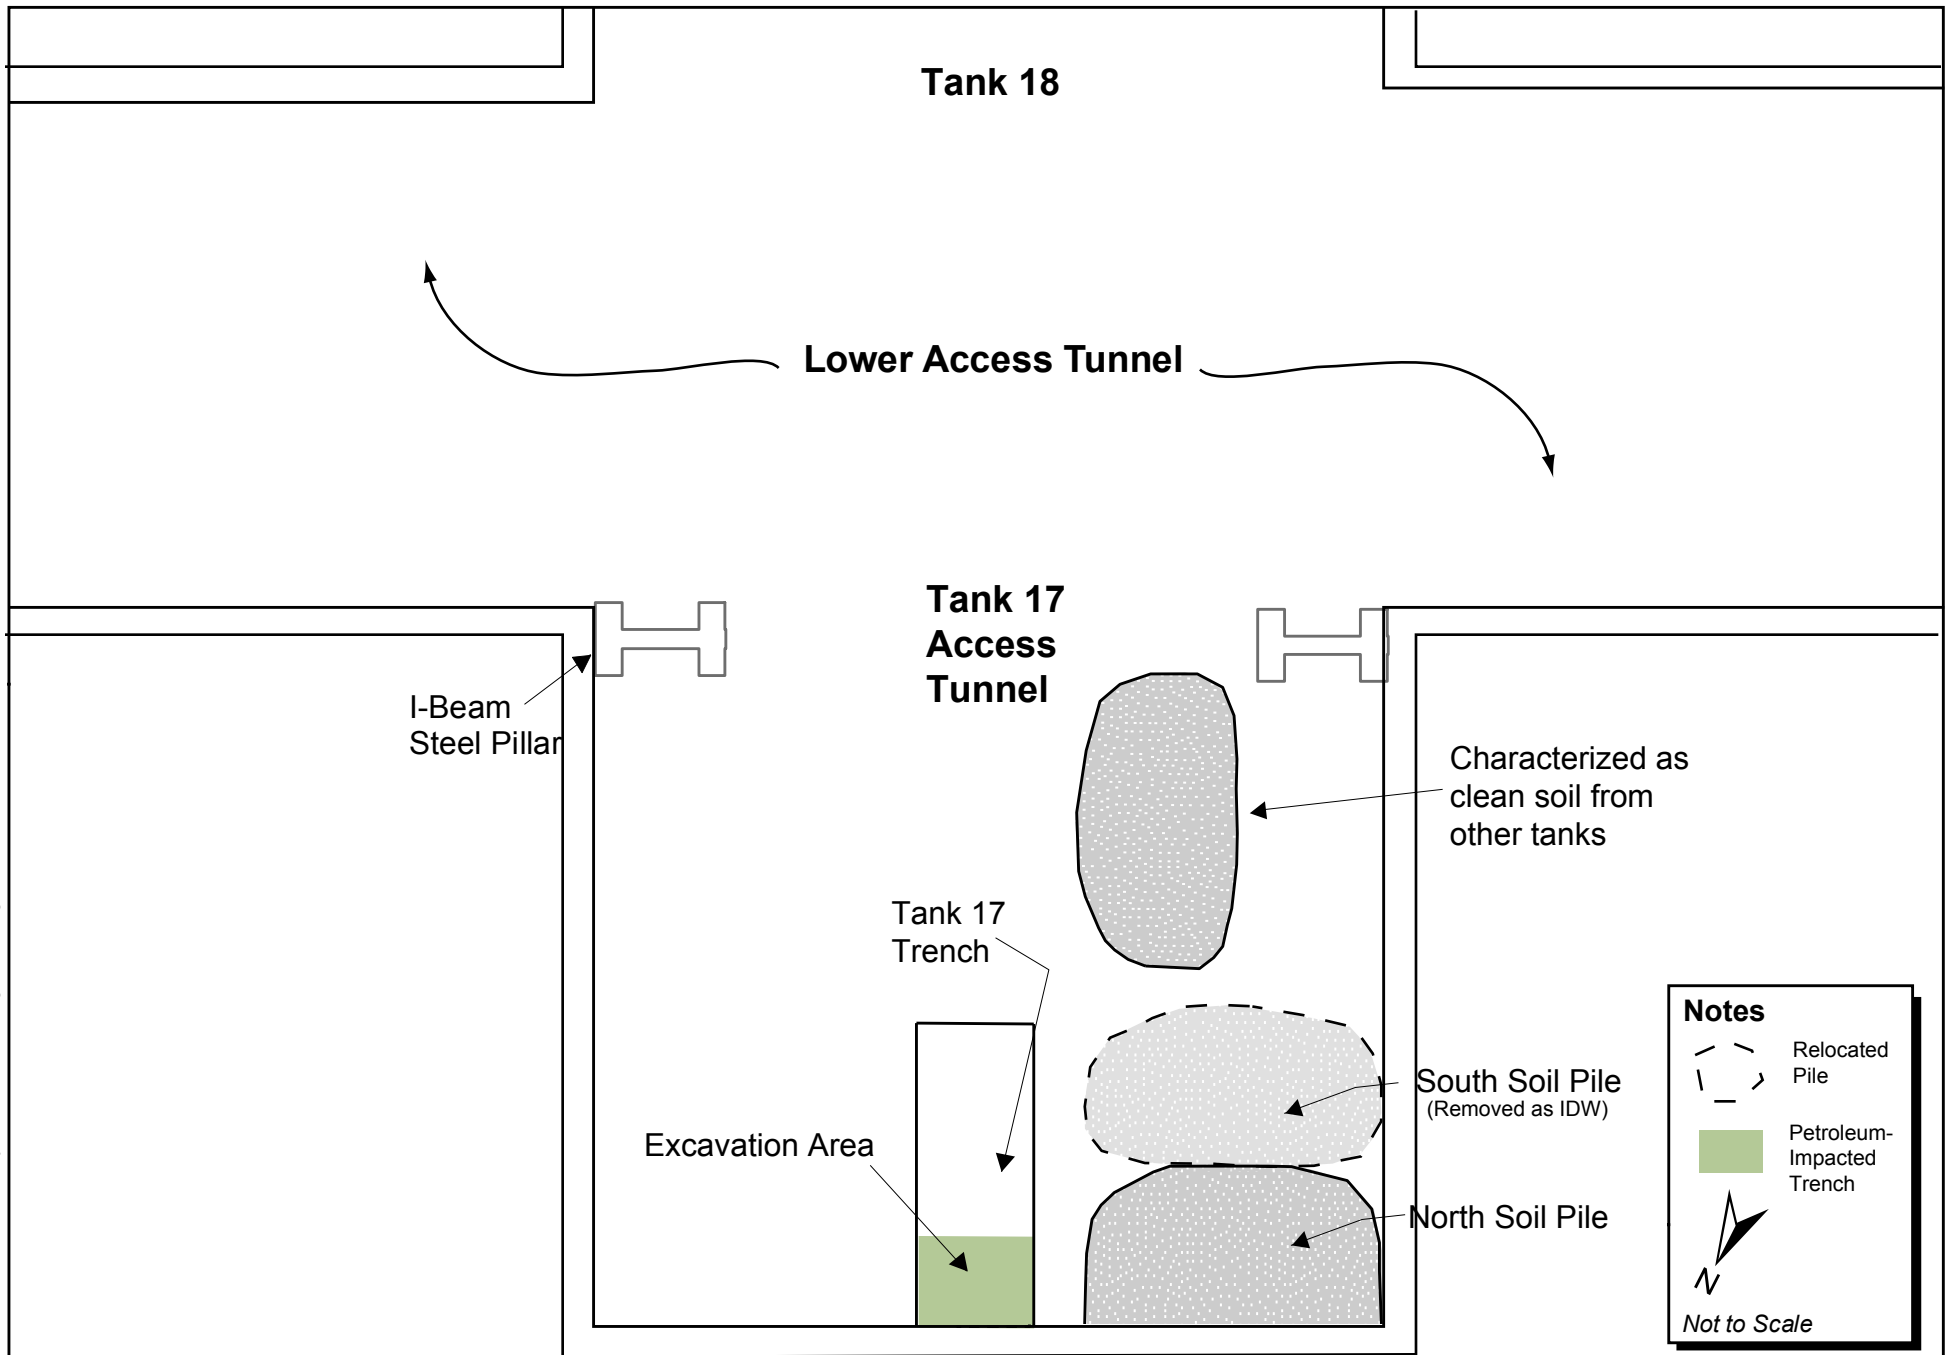 Tank 18
Lower Access Tunnel
Tank 17
Access
Tunnel
I-Beam
Steel Pillar
Characterized as
clean soil from
other tanks
Tank 17
Trench
South Soil Pile
(Removed as IDW)
Excavation Area
North Soil Pile
Notes
Relocated
Pile
Petroleum-
Impacted
Trench
N
Not to Scale